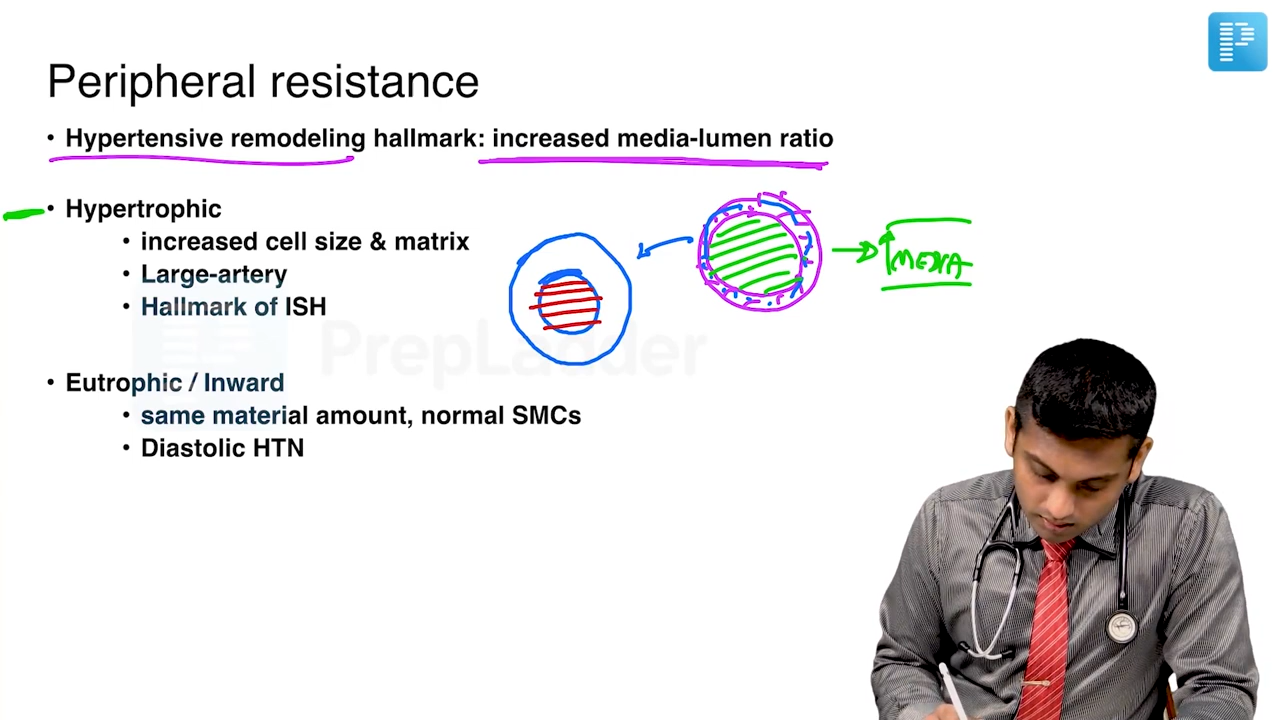 Peripheral resistance
• Hypertensive remodeling hallmark: increased media-lumen ratio
• Hypertrophic
• increased cell size & matrix
• Large-artery
• Hallmark of ISH
↑MEDIA
PrepLadder
• Eutrophic / Inward
• same material amount, normal SMCs
• Diastolic HTN